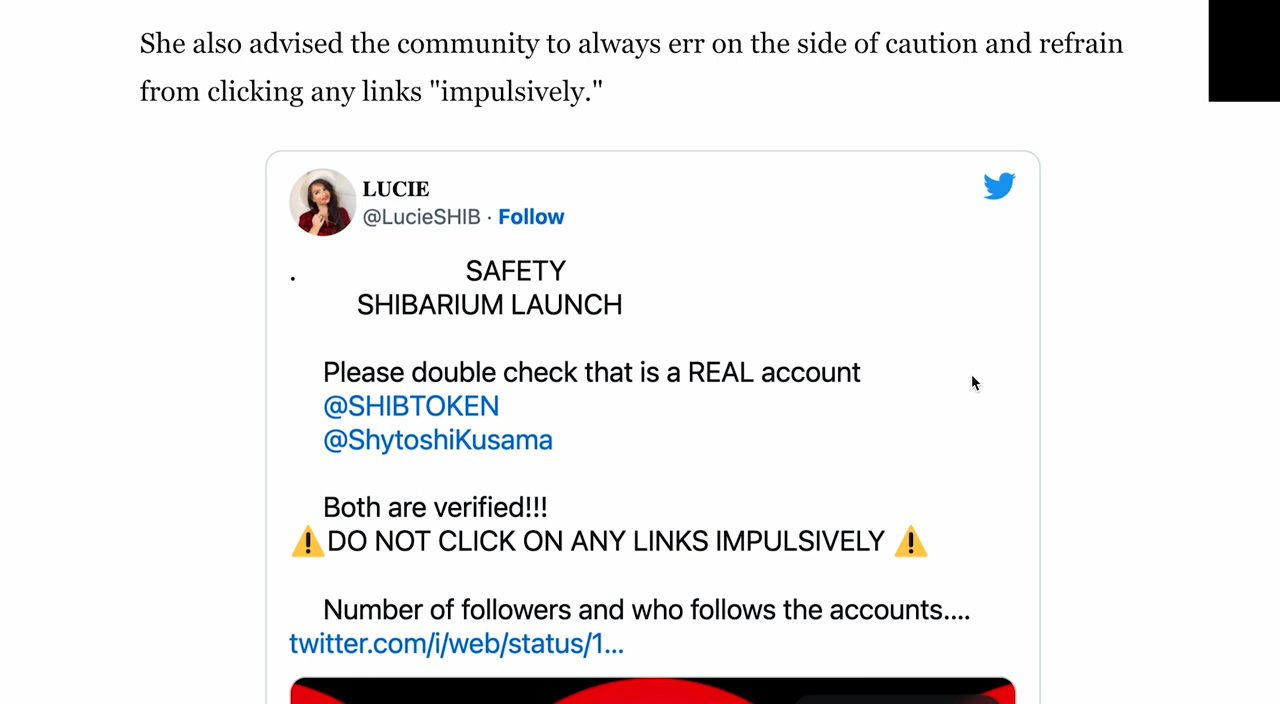 She also advised the community to always err on the side of caution and refrain
from clicking any links "impulsively."
LUCIE
@LucieSHIB · Follow
. SAFETY
SHIBARIUM LAUNCH
Please double check that is a REAL account
@SHIBTOKEN
@ShytoshiKusama
Both are verified!!!
⚠️DO NOT CLICK ON ANY LINKS IMPULSIVELY ⚠️
Number of followers and who follows the accounts....
twitter.com/i/web/status/1...